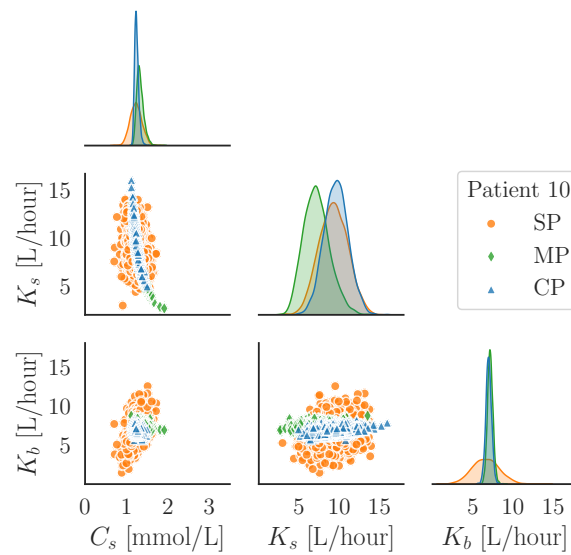 Patient 10
SP
MP
CP
K_s [L/hour]
15
10
5
K_b [L/hour]
15
10
5
0 1 2 3
5 10 15
5 10 15
C_s [mmol/L]
K_s [L/hour]
K_b [L/hour]